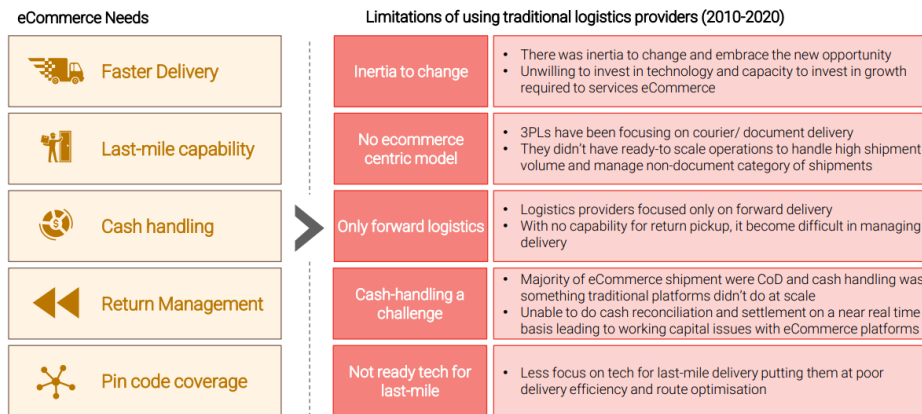 eCommerce Needs
Limitations of using traditional logistics providers (2010-2020)
Faster Delivery
Last-mile capability
Cash handling
Return Management
Pin code coverage
Inertia to change
• There was inertia to change and embrace the new opportunity
• Unwilling to invest in technology and capacity to invest in growth
required to services eCommerce
No ecommerce
centric model
• 3PLs have been focusing on courier/ document delivery
• They didn't have ready-to scale operations to handle high shipment
volume and manage non-document category of shipments
Only forward logistics
• Logistics providers focused only on forward delivery
• With no capability for return pickup, it become difficult in managing
delivery
Cash-handling a
challenge
• Majority of eCommerce shipment were CoD and cash handling was
something traditional platforms didn't do at scale
• Unable to do cash reconciliation and settlement on a near real time
basis leading to working capital issues with eCommerce platforms
Not ready tech for
last-mile
• Less focus on tech for last-mile delivery putting them at poor
delivery efficiency and route optimisation